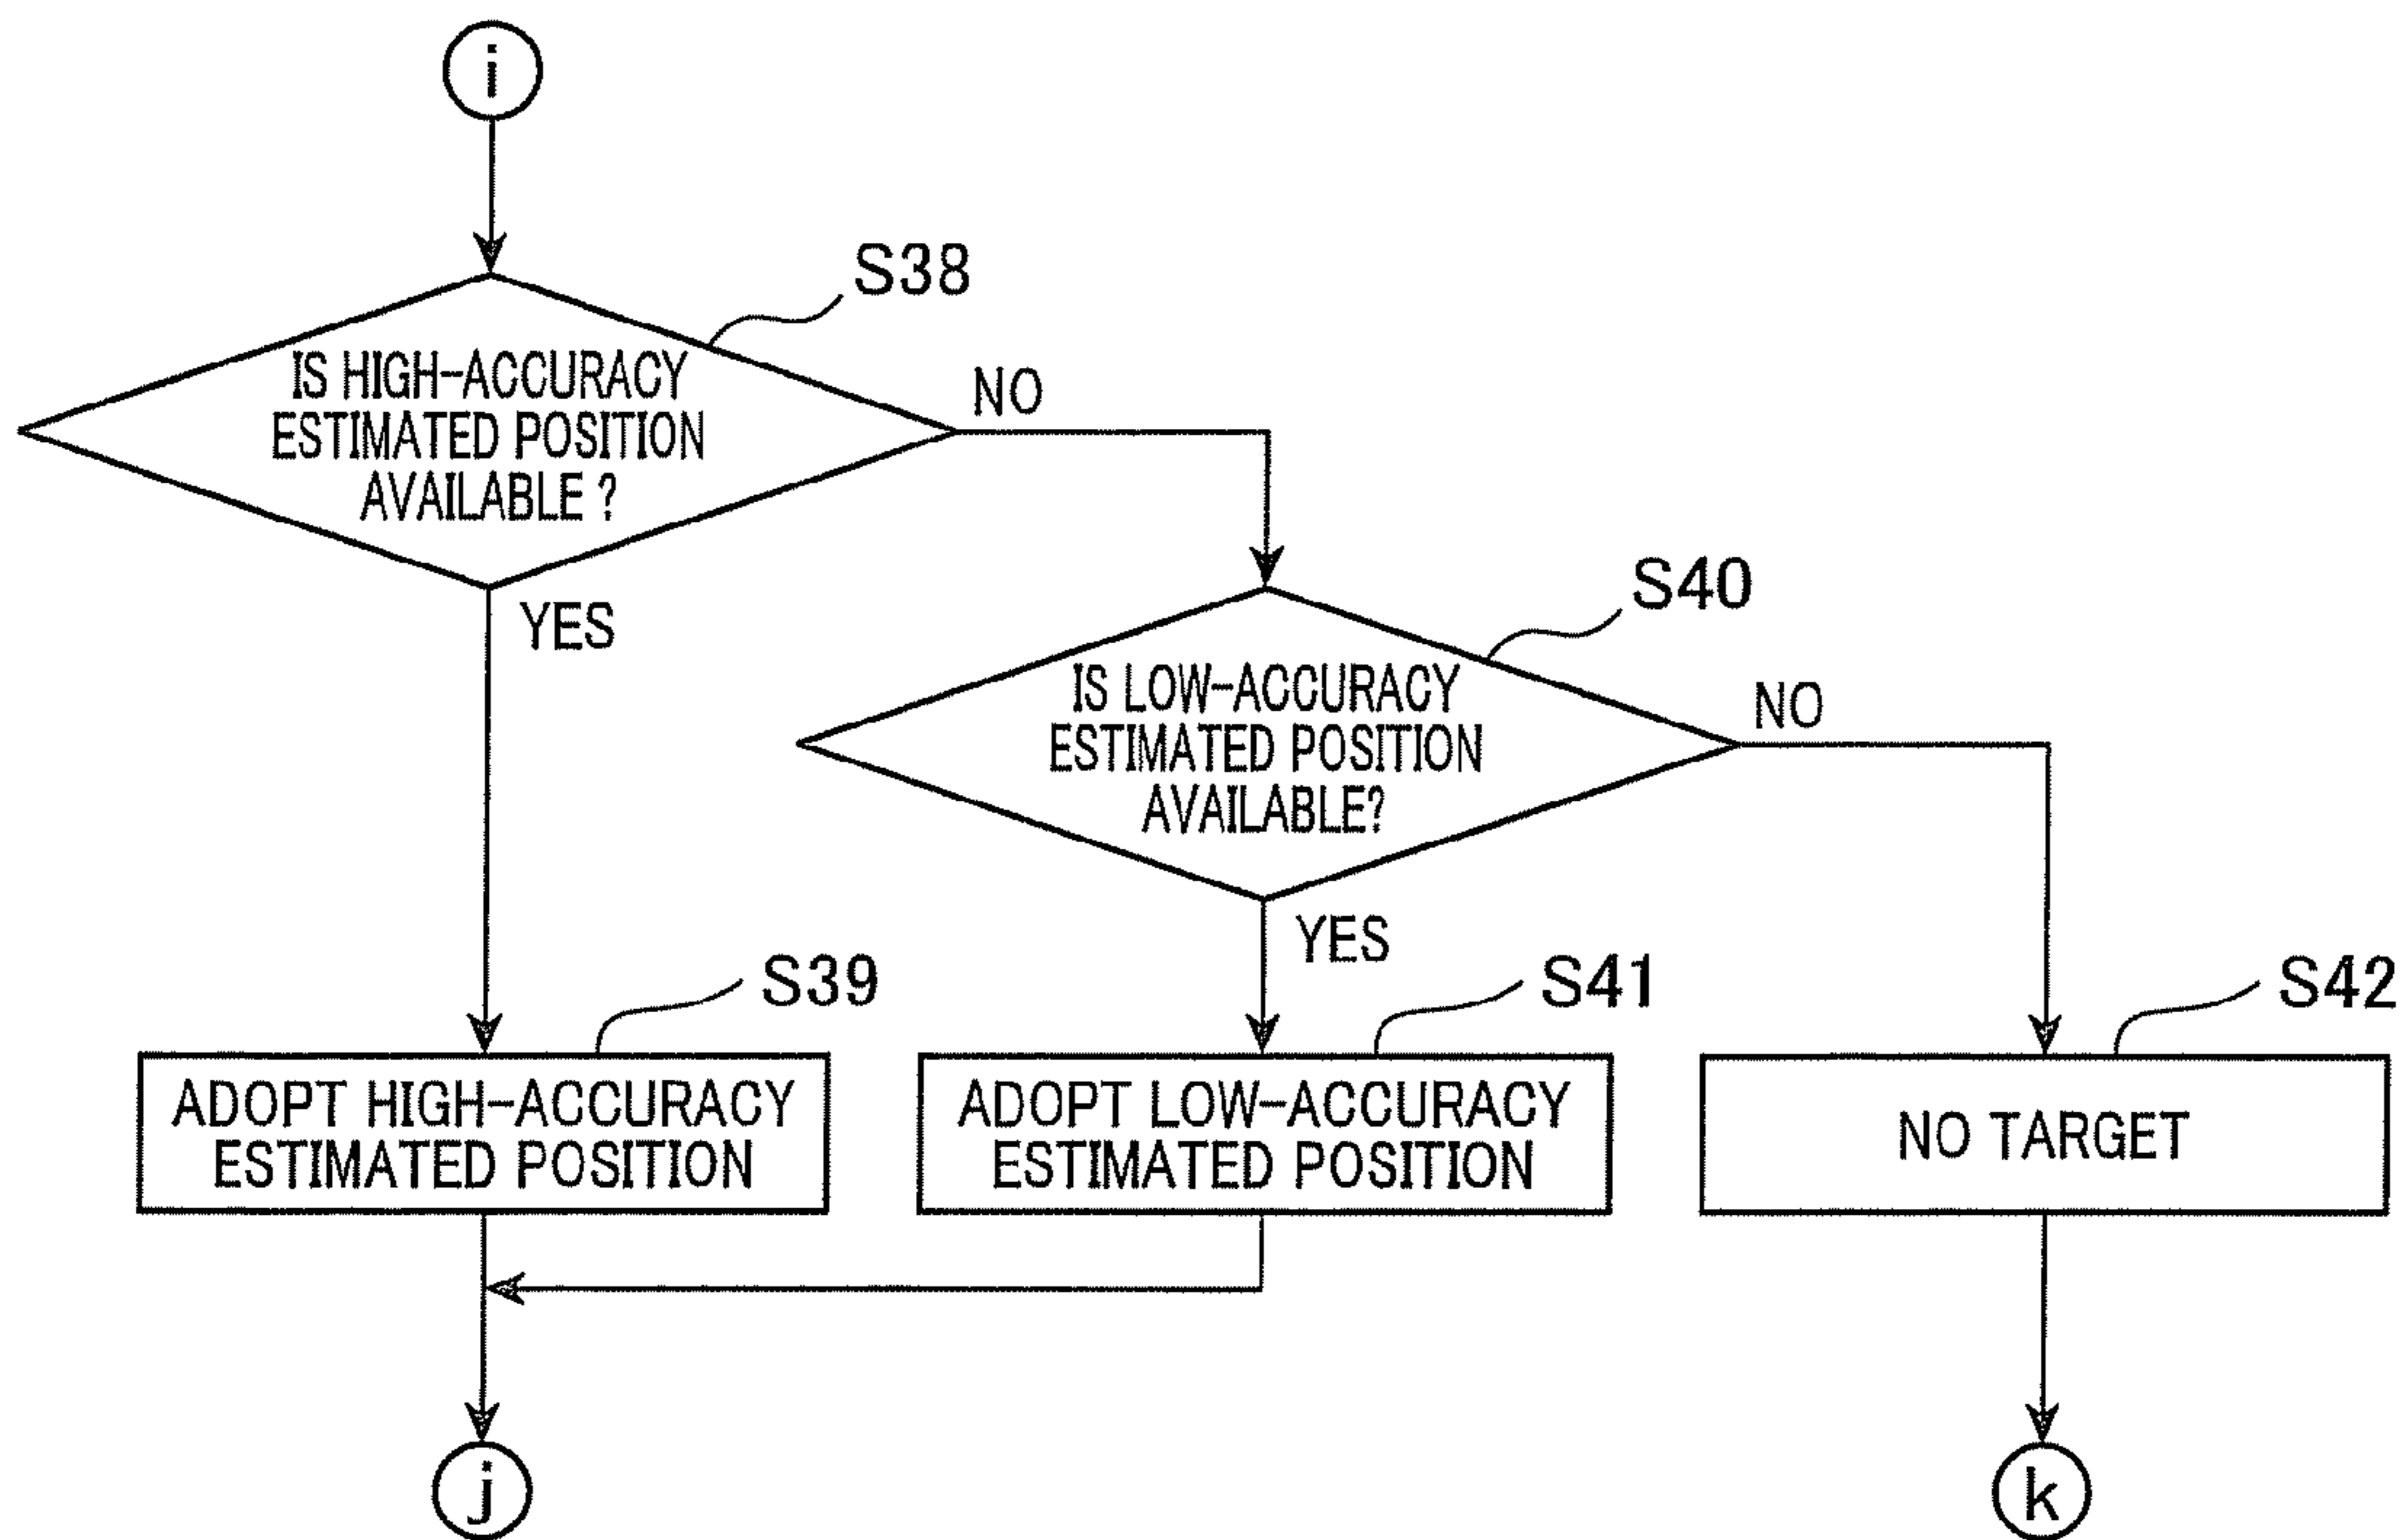 i
S38
IS HIGH-ACCURACY
ESTIMATED POSITION
AVAILABLE ?
NO
YES
S40
IS LOW-ACCURACY
ESTIMATED POSITION
AVAILABLE?
NO
YES
S39
ADOPT HIGH-ACCURACY
ESTIMATED POSITION
S41
ADOPT LOW-ACCURACY
ESTIMATED POSITION
S42
NO TARGET
j
k